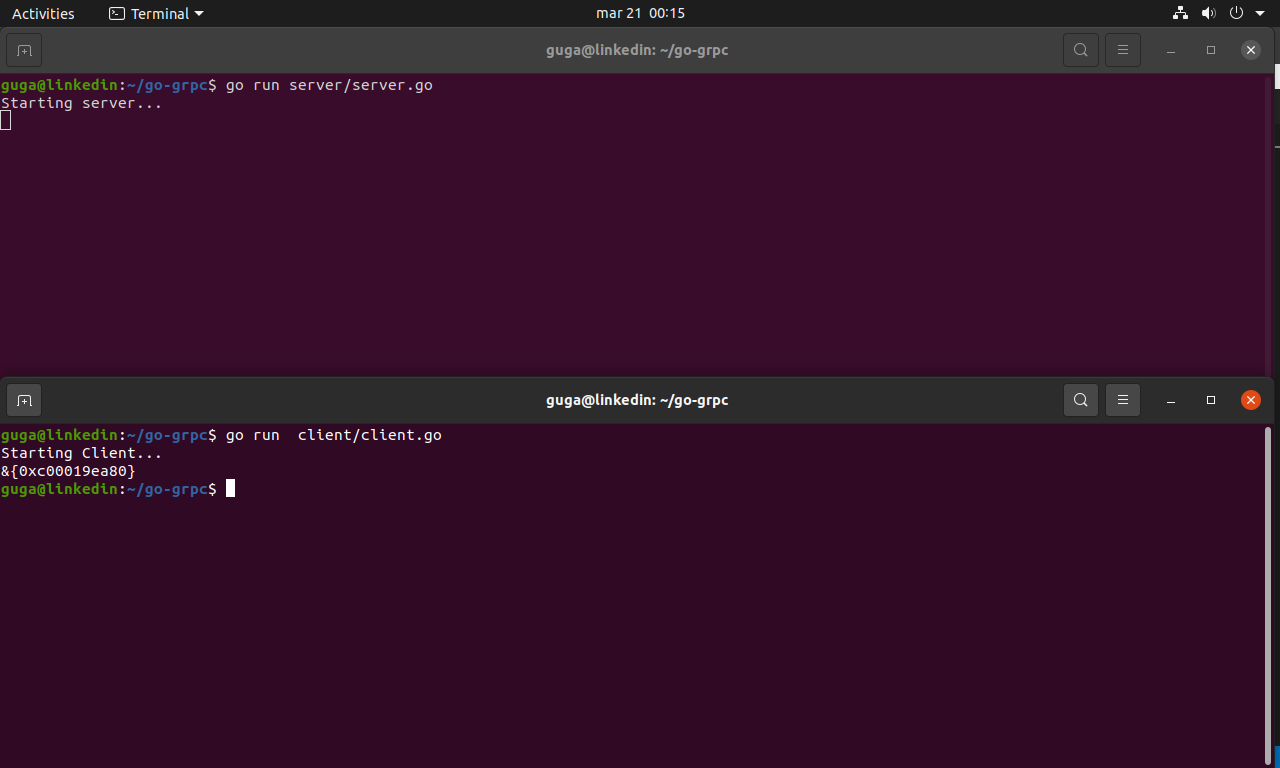 Activities Terminal mar 21 00:15
guga@linkedin: ~/go-grpc
guga@linkedin:~/go-grpc$ go run server/server.go
Starting server...
guga@linkedin: ~/go-grpc
guga@linkedin:~/go-grpc$ go run  client/client.go
Starting Client...
&{0xc00019ea80}
guga@linkedin:~/go-grpc$